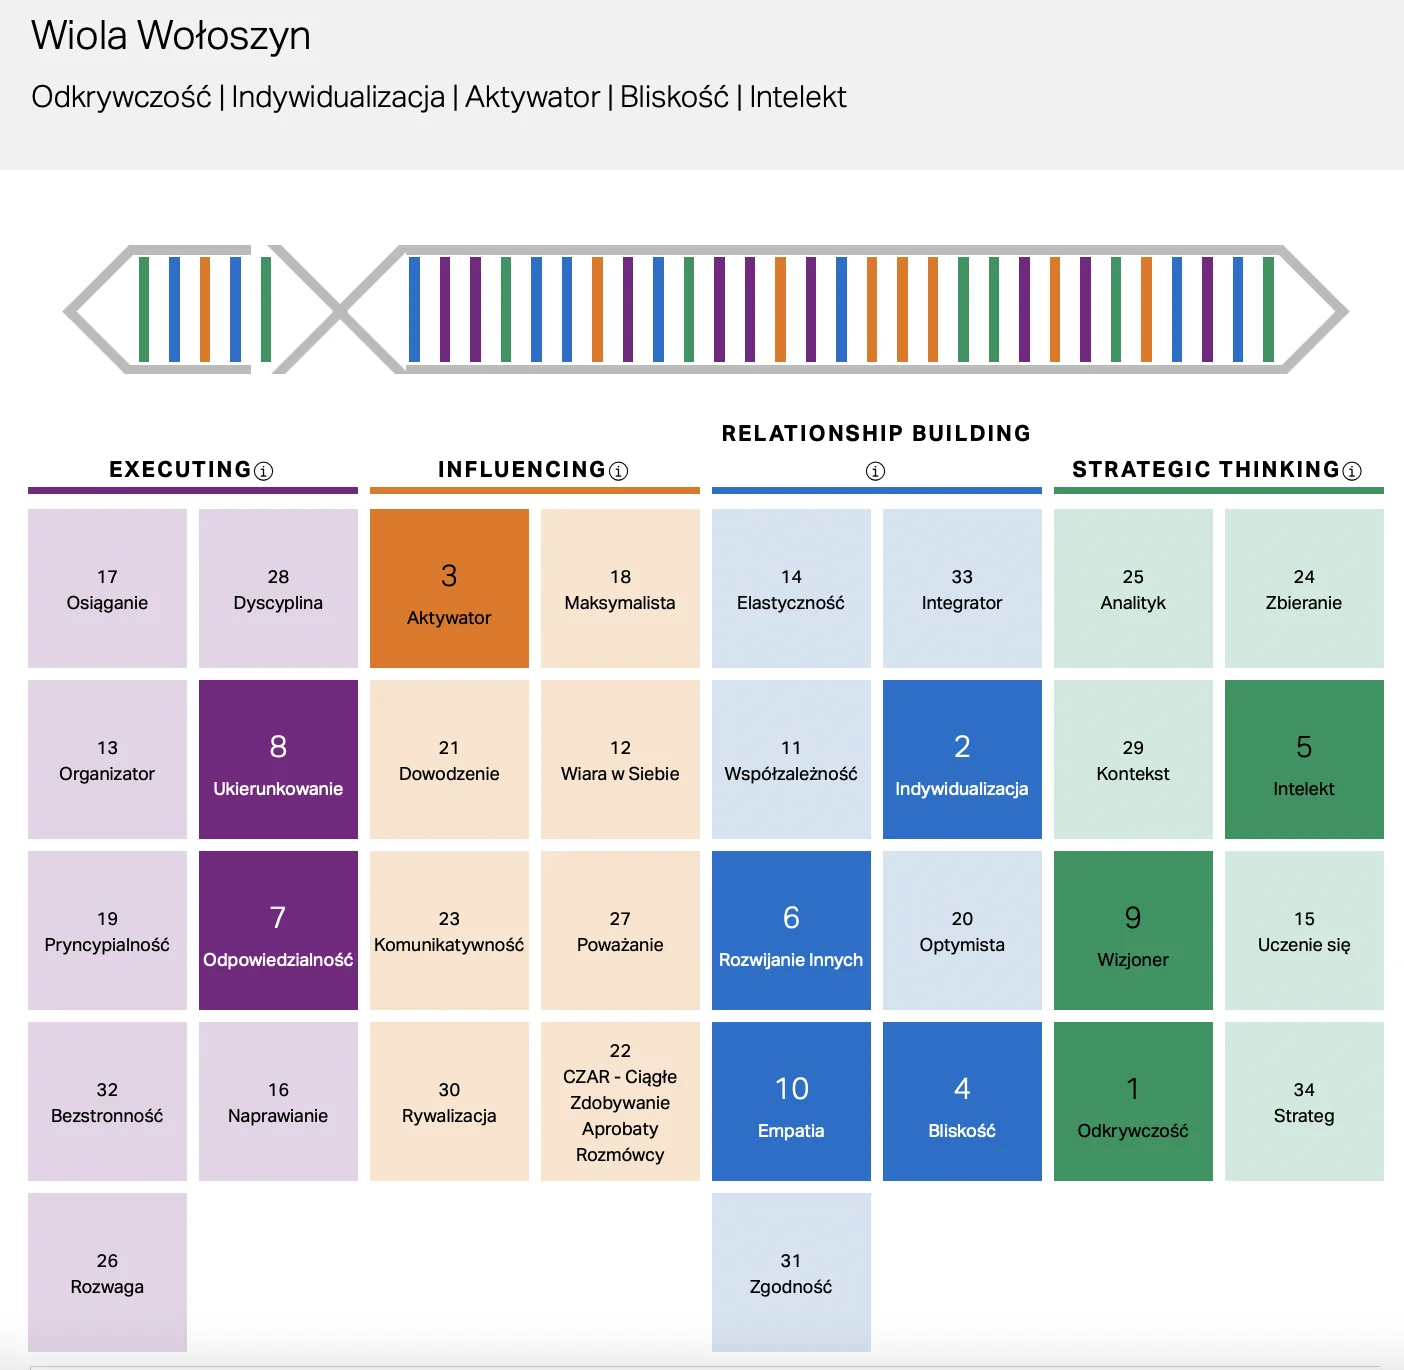 Wiola Wołoszyn
Odkrywczość | Indywidualizacja | Aktywator | Bliskość | Intelekt
EXECUTING
17
Osiąganie
28
Dyscyplina
13
Organizator
8
Ukierunkowanie
19
Pryncypialność
7
Odpowiedzialność
32
Bezstronność
16
Naprawianie
26
Rozwaga
INFLUENCING
3
Aktywator
18
Maksymalista
21
Dowodzenie
12
Wiara w Siebie
23
Komunikatywność
27
Poważanie
30
Rywalizacja
22
CZAR - Ciągłe
Zdobywanie
Aprobaty
Rozmówcy
RELATIONSHIP BUILDING
14
Elastyczność
33
Integrator
11
Współzależność
2
Indywidualizacja
6
Rozwijanie Innych
20
Optymista
10
Empatia
4
Bliskość
31
Zgodność
STRATEGIC THINKING
25
Analityk
24
Zbieranie
29
Kontekst
5
Intelekt
9
Wizjoner
15
Uczenie się
1
Odkrywczość
34
Strateg